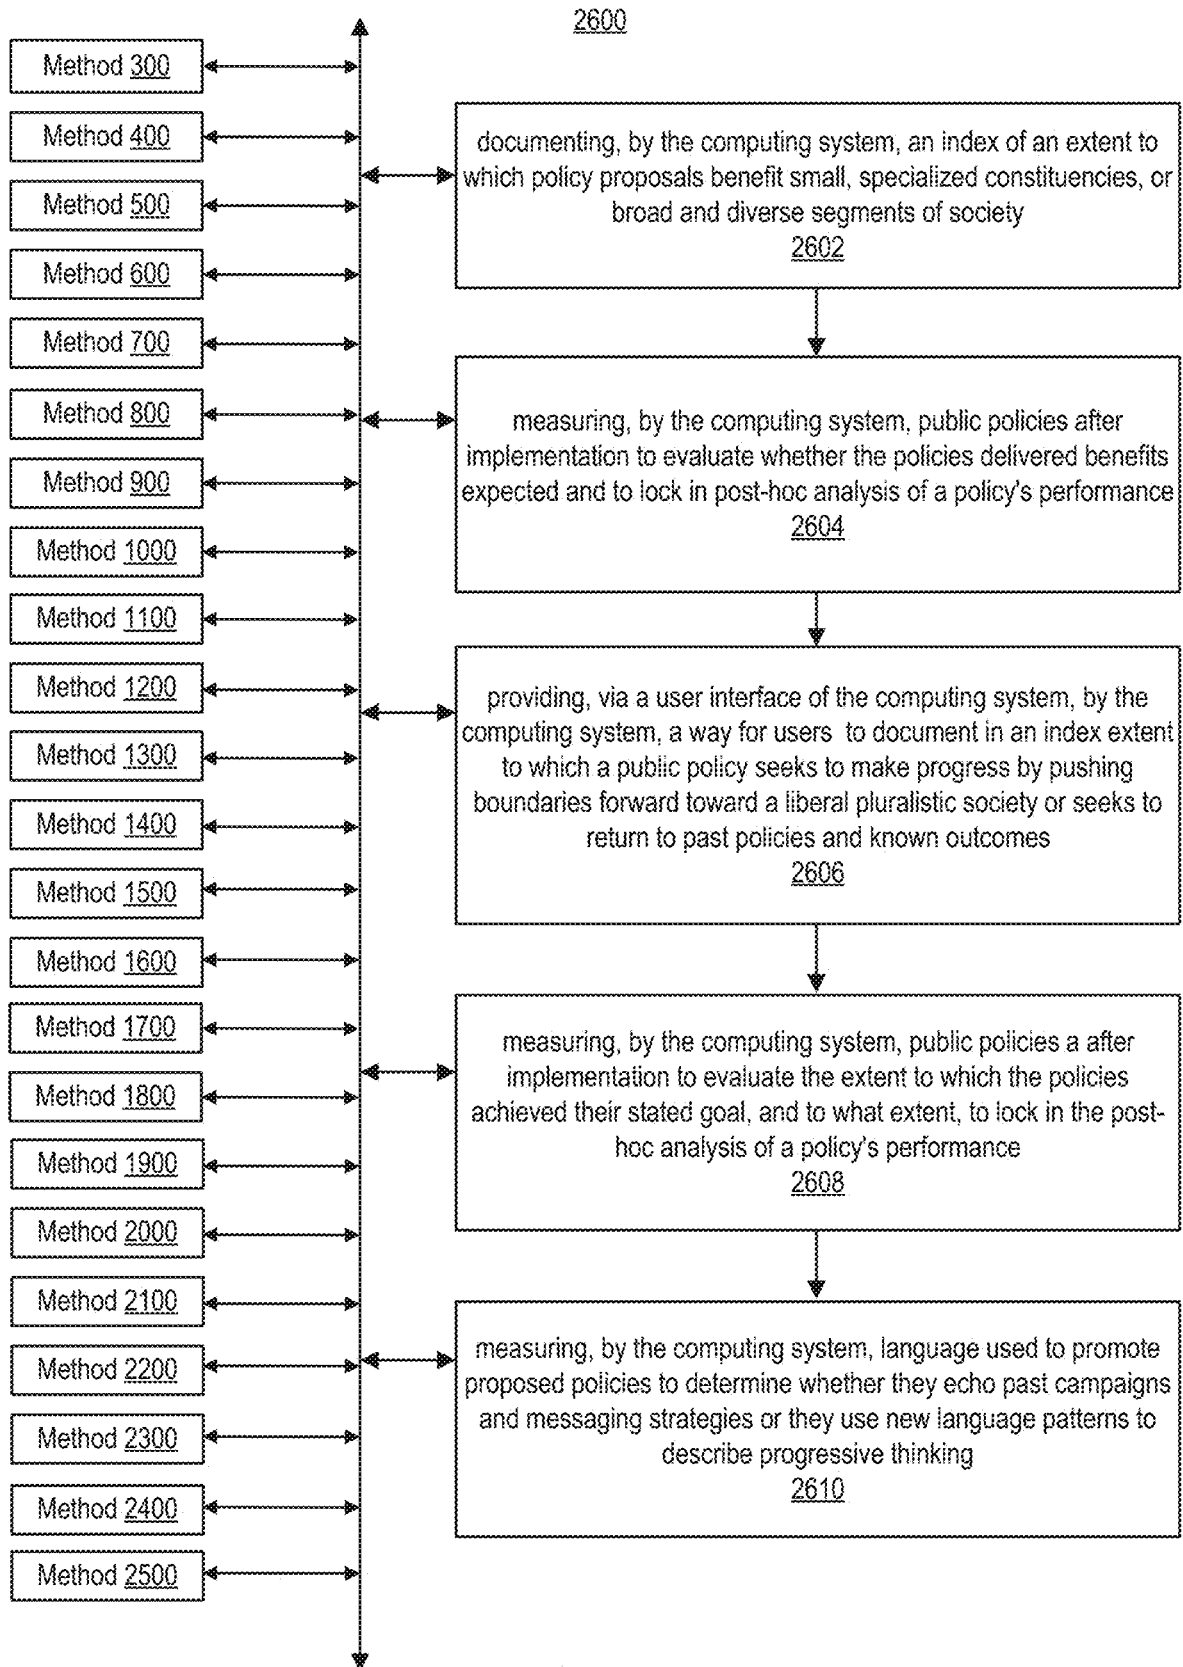 2600
Method 300
Method 400
Method 500
Method 600
Method 700
Method 800
Method 900
Method 1000
Method 1100
Method 1200
Method 1300
Method 1400
Method 1500
Method 1600
Method 1700
Method 1800
Method 1900
Method 2000
Method 2100
Method 2200
Method 2300
Method 2400
Method 2500
documenting, by the computing system, an index of an extent to
which policy proposals benefit small, specialized constituencies, or
broad and diverse segments of society
2602
measuring, by the computing system, public policies after
implementation to evaluate whether the policies delivered benefits
expected and to lock in post-hoc analysis of a policy's performance
2604
providing, via a user interface of the computing system, by the
computing system, a way for users to document in an index extent
to which a public policy seeks to make progress by pushing
boundaries forward toward a liberal pluralistic society or seeks to
return to past policies and known outcomes
2606
measuring, by the computing system, public policies a after
implementation to evaluate the extent to which the policies
achieved their stated goal, and to what extent, to lock in the post-
hoc analysis of a policy's performance
2608
measuring, by the computing system, language used to promote
proposed policies to determine whether they echo past campaigns
and messaging strategies or they use new language patterns to
describe progressive thinking
2610